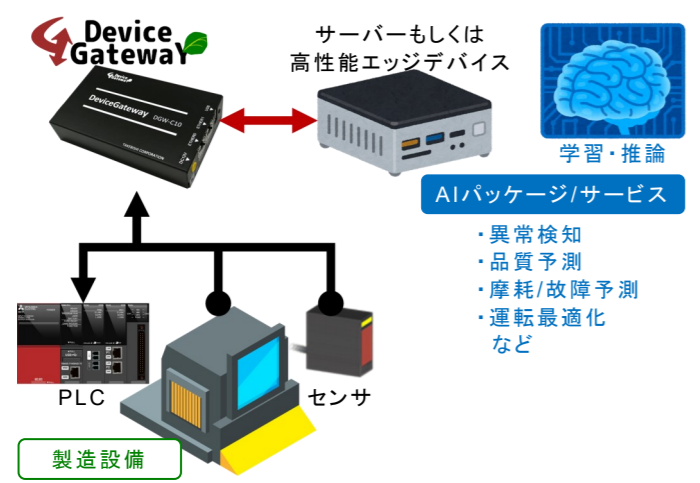 Device
Gateway
サーバーもしくは
高性能エッジデバイス
Device
Gateway
DeviceGateway DGW-C10
学習・推論
AIパッケージ/サービス
・異常検知
・品質予測
・摩耗/故障予測
・運転最適化
など
PLC
センサ
製造設備